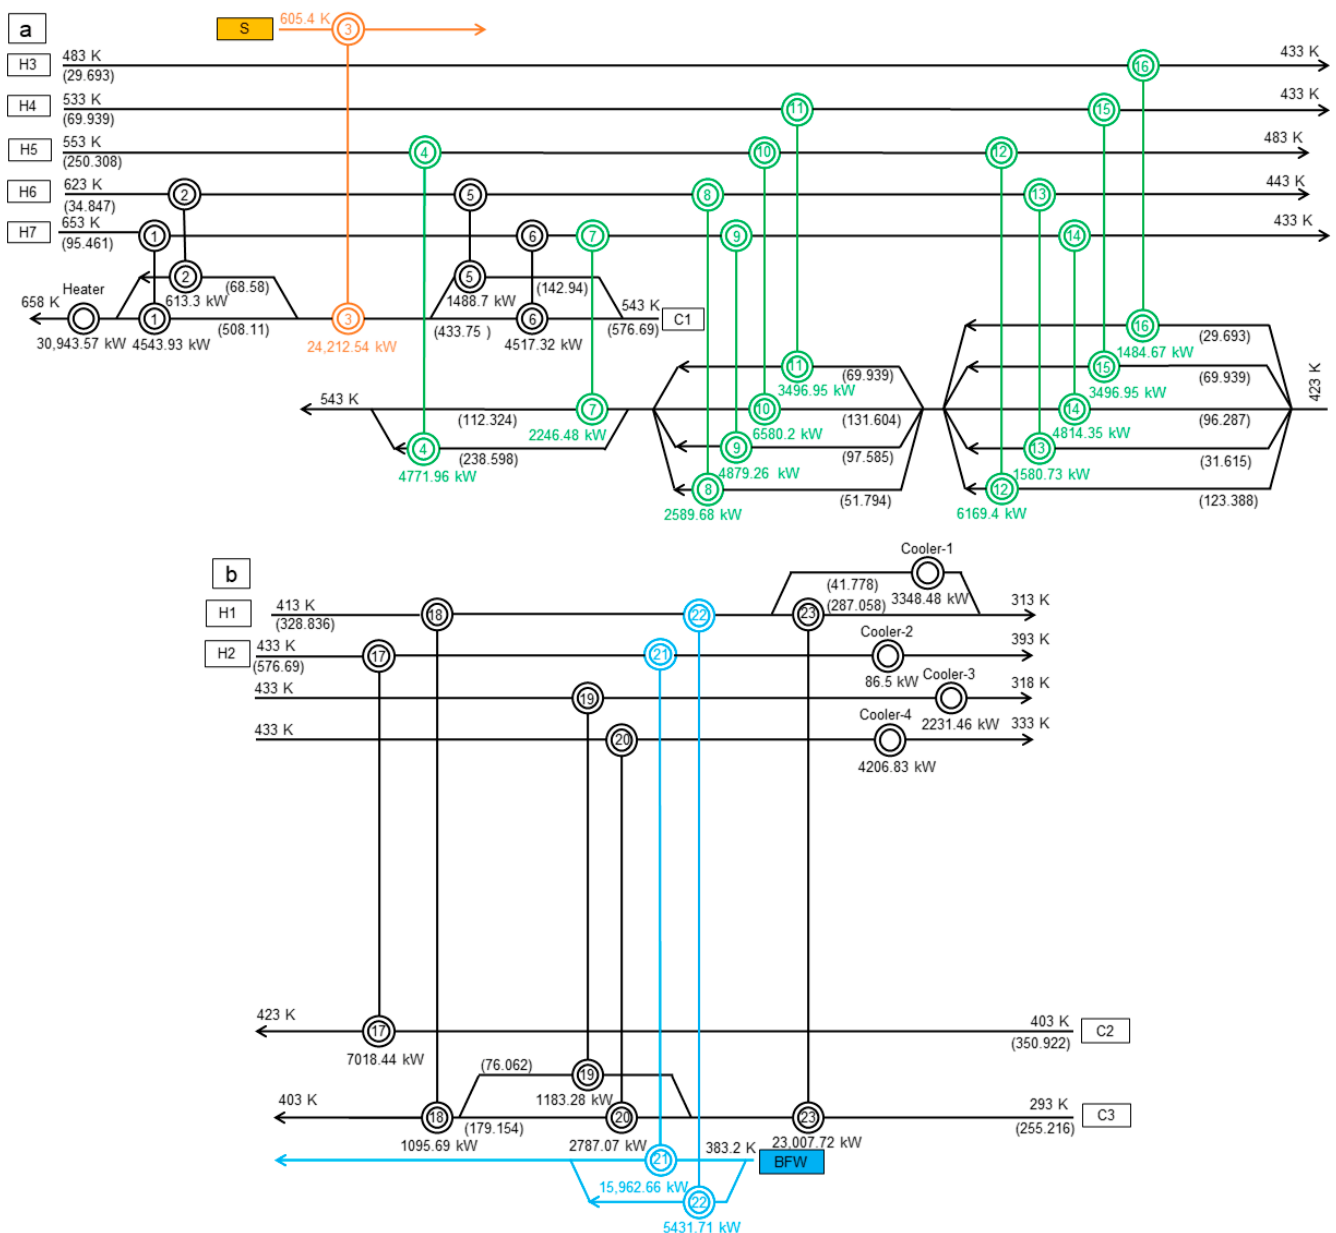 a
S
605.4 K
3
H3
483 K
(29.693)
16
433 K
H4
533 K
(69.939)
11
15
433 K
H5
553 K
(250.308)
4
10
12
483 K
H6
623 K
(34.847)
2
5
8
13
443 K
H7
653 K
(95.461)
1
6
7
9
14
433 K
Heater
658 K
30,943.57 kW
2
613.3 kW
(68.58)
1
4543.93 kW
(508.11)
3
24,212.54 kW
5
1488.7 kW
(142.94)
(433.75 )
6
4517.32 kW
543 K
(576.69)
C1
543 K
(112.324)
7
2246.48 kW
4
4771.96 kW
(238.598)
11
3496.95 kW
(69.939)
10
6580.2 kW
(131.604)
9
4879.26 kW
(97.585)
8
2589.68 kW
(51.794)
16
1484.67 kW
(29.693)
15
3496.95 kW
(69.939)
14
4814.35 kW
(96.287)
13
1580.73 kW
(31.615)
12
6169.4 kW
(123.388)
423 K
b
H1
413 K
(328.836)
18
22
23
(41.778)
(287.058)
Cooler-1
3348.48 kW
313 K
H2
433 K
(576.69)
17
21
Cooler-2
86.5 kW
393 K
433 K
19
Cooler-3
2231.46 kW
318 K
433 K
20
Cooler-4
4206.83 kW
333 K
423 K
17
7018.44 kW
403 K
(350.922)
C2
(76.062)
19
1183.28 kW
403 K
18
1095.69 kW
(179.154)
20
2787.07 kW
23
23,007.72 kW
293 K
(255.216)
C3
21
15,962.66 kW
383.2 K
BFW
22
5431.71 kW